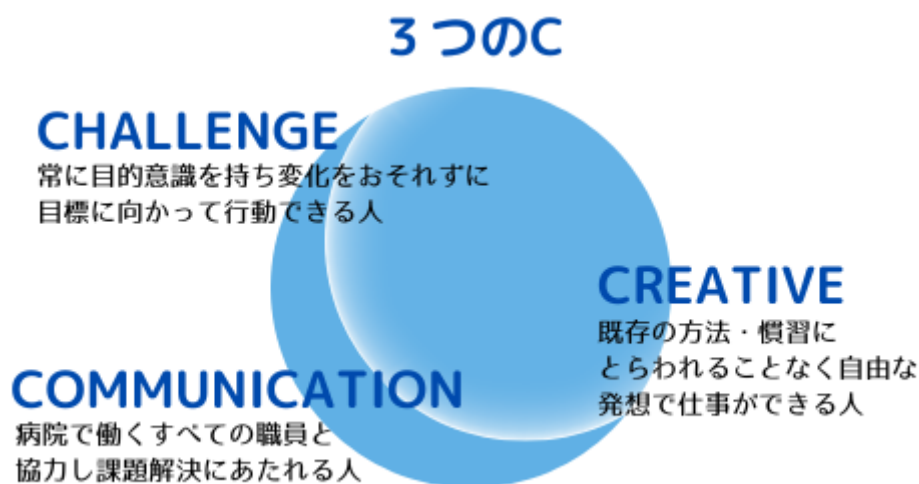 3つのC
CHALLENGE
常に目的意識を持ち変化をおそれずに
目標に向かって行動できる人
CREATIVE
既存の方法・慣習に
とらわれることなく自由な
発想で仕事ができる人
COMMUNICATION
病院で働くすべての職員と
協力し課題解決にあたれる人